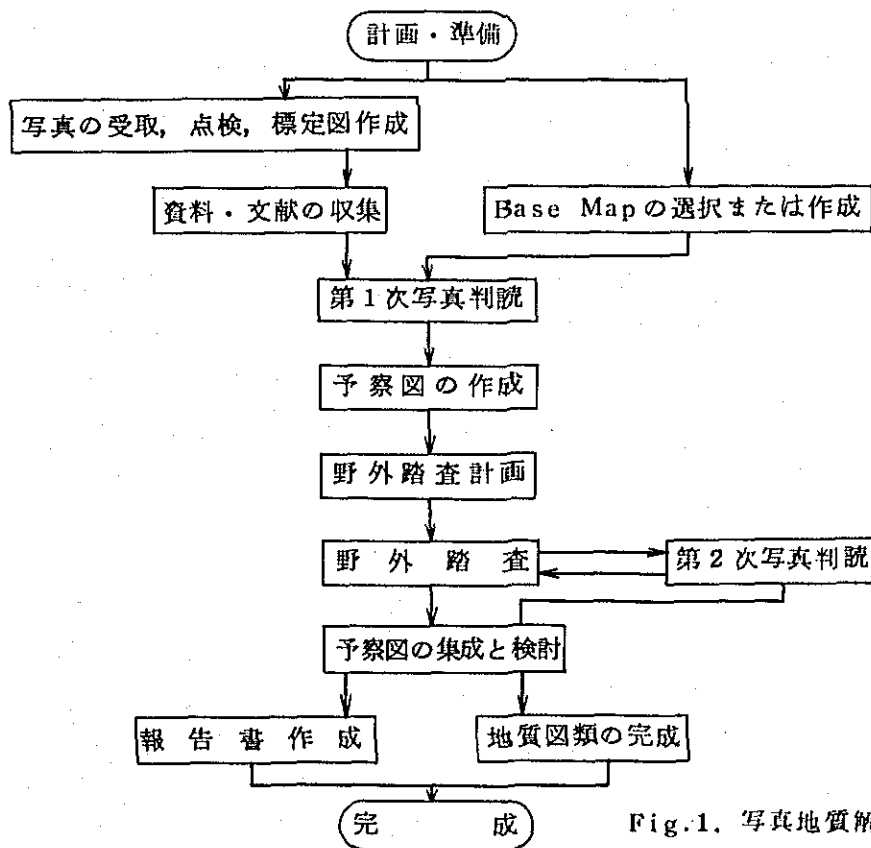 計画・準備
写真の受取, 点検, 標定図作成
資料・文献の収集
Base Mapの選択または作成
第1次写真判読
予察図の作成
野外踏査計画
野外踏査
第2次写真判読
予察図の集成と検討
報告書作成
地質図類の完成
完成
Fig.1. 写真地質解